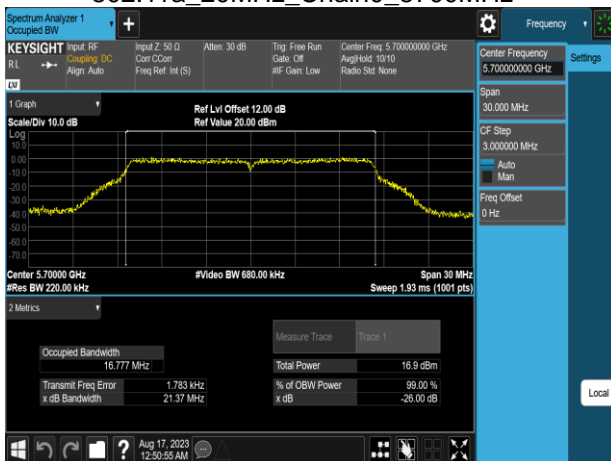 802.11a_20MHz_Chain0_5700MHz
Spectrum Analyzer 1
Occupied BW
Frequency
KEYSIGHT
RL
LXI
Input: RF
Coupling: DC
Align: Auto
Input Z: 50 Ω
Corr CCorr
Freq Ref: Int (S)
Atten: 30 dB
Trig: Free Run
Gate: Off
#IF Gain: Low
Center Freq: 5.700000000 GHz
Avg|Hold: 10/10
Radio Std: None
Center Frequency
5.700000000 GHz
Settings
Span
30.000 MHz
CF Step
3.000000 MHz
Auto
Man
Freq Offset
0 Hz
1 Graph
Scale/Div 10.0 dB
Ref Lvl Offset 12.00 dB
Ref Value 20.00 dBm
Log
10.0
0.00
-10.0
-20.0
-30.0
-40.0
-50.0
-60.0
-70.0
Center 5.70000 GHz
#Video BW 680.00 kHz
Span 30 MHz
#Res BW 220.00 kHz
Sweep 1.93 ms (1001 pts)
2 Metrics
Measure Trace
Trace 1
Occupied Bandwidth
16.777 MHz
Total Power
16.9 dBm
Transmit Freq Error
1.783 kHz
% of OBW Power
99.00 %
x dB Bandwidth
21.37 MHz
x dB
-26.00 dB
Local
?
Aug 17, 2023
12:50:55 AM